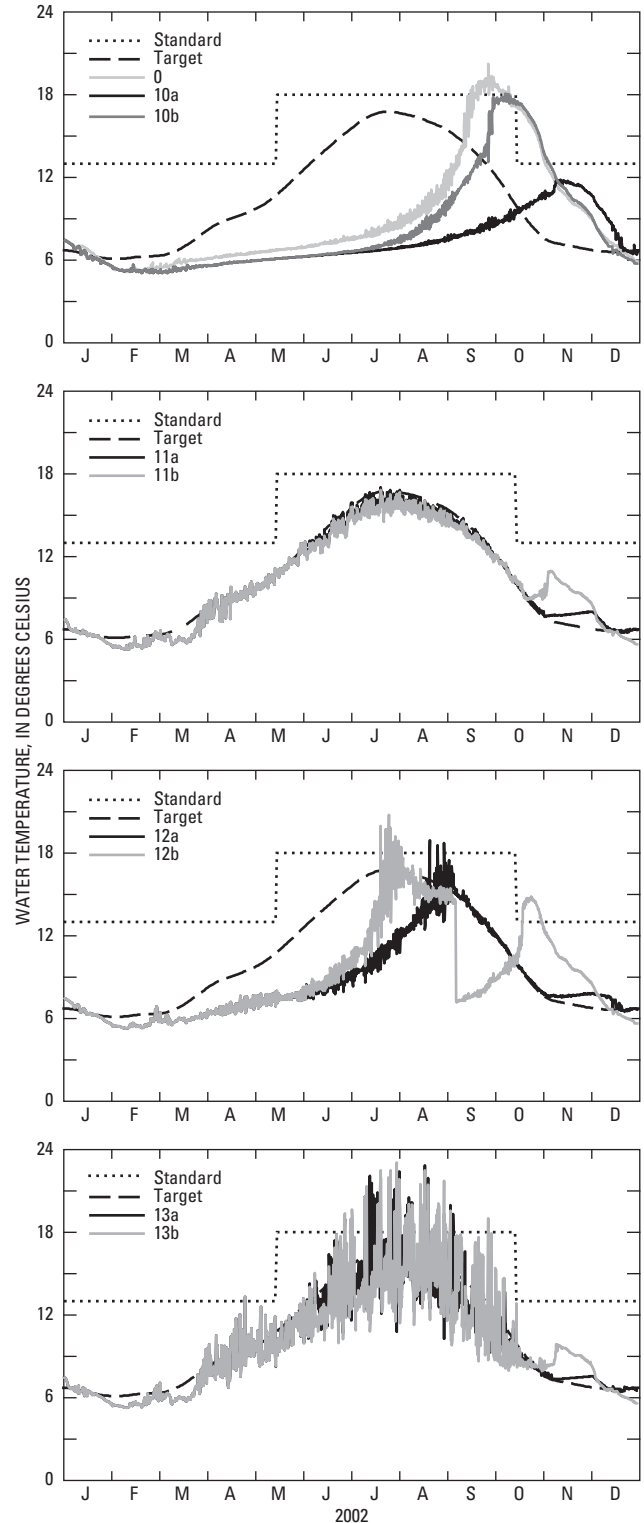 24
18
12
6
0
Standard
Target
0
10a
10b
J F M A M J J A S O N D
24
18
12
6
0
Standard
Target
11a
11b
J F M A M J J A S O N D
WATER TEMPERATURE, IN DEGREES CELSIUS
24
18
12
6
0
Standard
Target
12a
12b
J F M A M J J A S O N D
24
18
12
6
0
Standard
Target
13a
13b
J F M A M J J A S O N D
2002